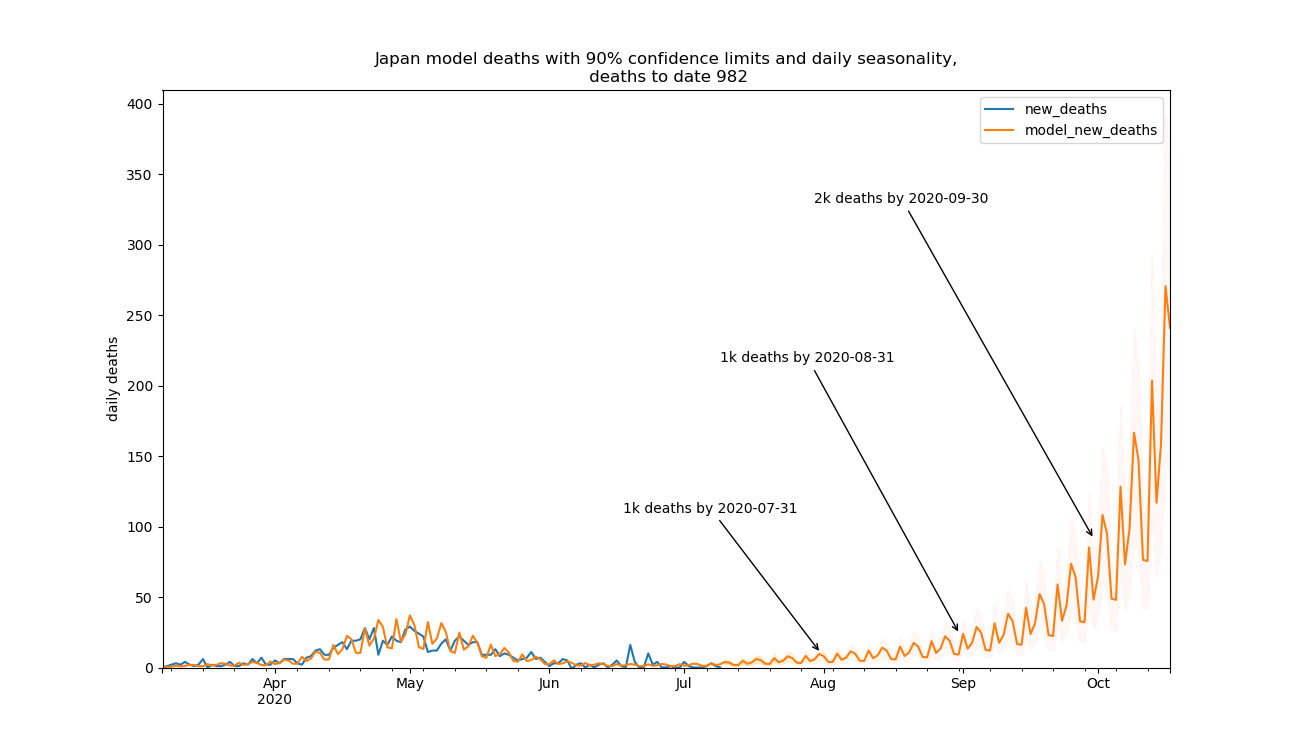 Japan model deaths with 90% confidence limits and daily seasonality,
deaths to date 982
new_deaths
model_new_deaths
400
350
300
250
200
150
100
50
0
daily deaths
2k deaths by 2020-09-30
1k deaths by 2020-08-31
1k deaths by 2020-07-31
Apr
2020
May
Jun
Jul
Aug
Sep
Oct